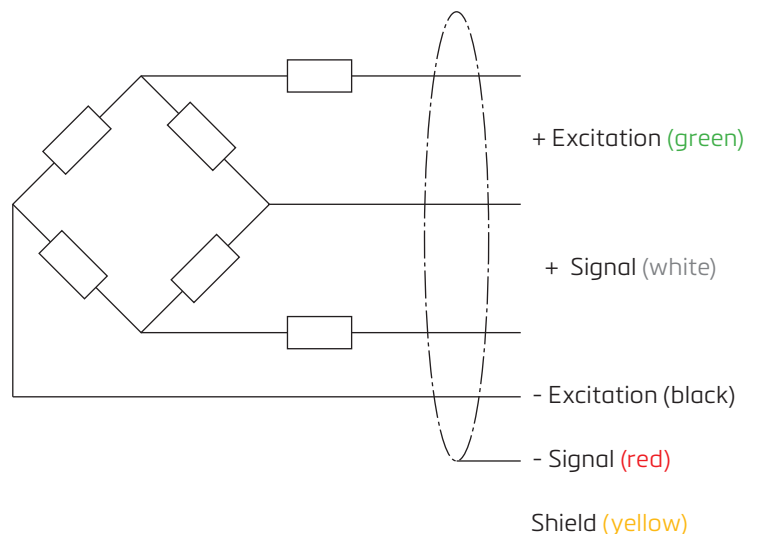 + Excitation (green)
+ Signal (white)
- Excitation (black)
- Signal (red)
Shield (yellow)